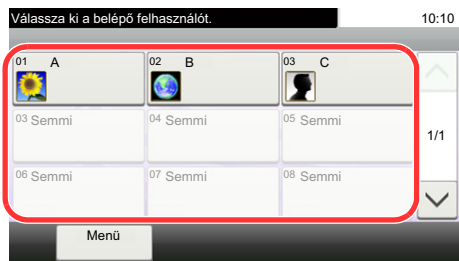 Válassza ki a belépő felhasználót.
10:10
01 A
02 B
03 C
03 Semmi
04 Semmi
05 Semmi
1/1
06 Semmi
07 Semmi
08 Semmi
Menü